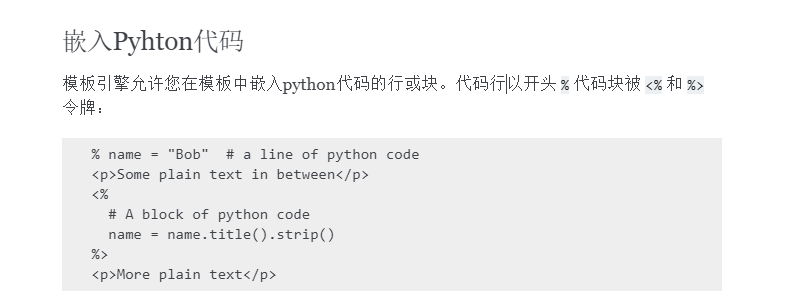 嵌入Pyhton代码
模板引擎允许您在模板中嵌入python代码的行或块。代码行以开头 % 代码块被 <% 和 %>
令牌：
% name = "Bob"  # a line of python code
<p>Some plain text in between</p>
<%
  # A block of python code
  name = name.title().strip()
%>
<p>More plain text</p>